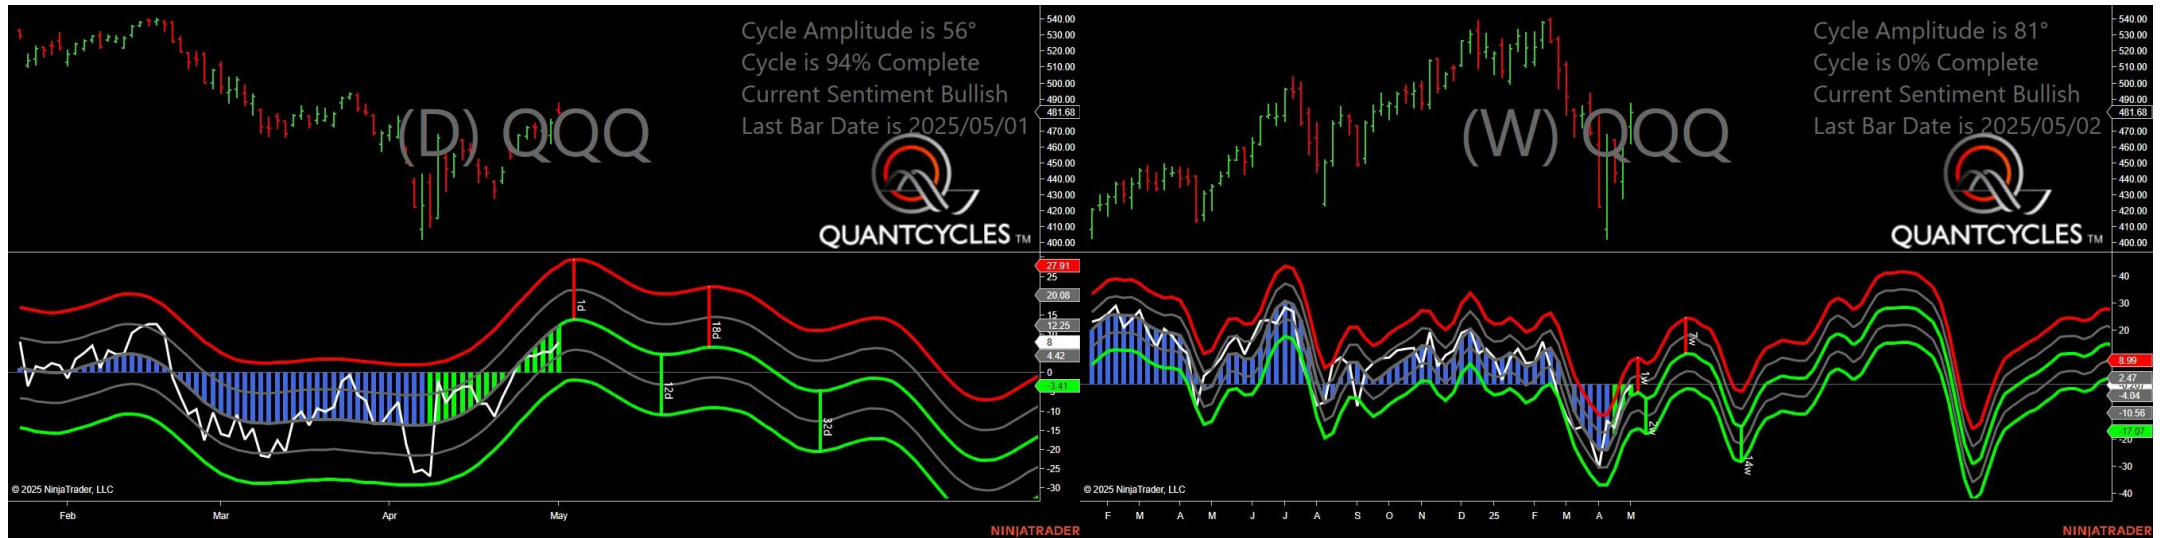 Cycle Amplitude is 56°
Cycle is 94% Complete
Current Sentiment Bullish
Last Bar Date is 2025/05/01
(D) QQQ
QUANTCYCLES TM
540.00
530.00
520.00
510.00
500.00
490.00
481.68
470.00
460.00
450.00
440.00
430.00
420.00
410.00
400.00
27.91
25
20.08
15
12.25
8
4.42
0
-3.41
-10
-15
-20
-25
-30
1d
12d
18d
32d
© 2025 NinjaTrader, LLC
Feb
Mar
Apr
May
NINJATRADER
Cycle Amplitude is 81°
Cycle is 0% Complete
Current Sentiment Bullish
Last Bar Date is 2025/05/02
(W) QQQ
QUANTCYCLES TM
540.00
530.00
520.00
510.00
500.00
490.00
481.68
470.00
460.00
450.00
440.00
430.00
420.00
410.00
400.00
40
30
20
8.99
2.47
-4.04
-10.56
-17.07
-30
-40
1w
2w
7w
14w
© 2025 NinjaTrader, LLC
F M A M J J A S O N D 25 F M A M
NINJATRADER